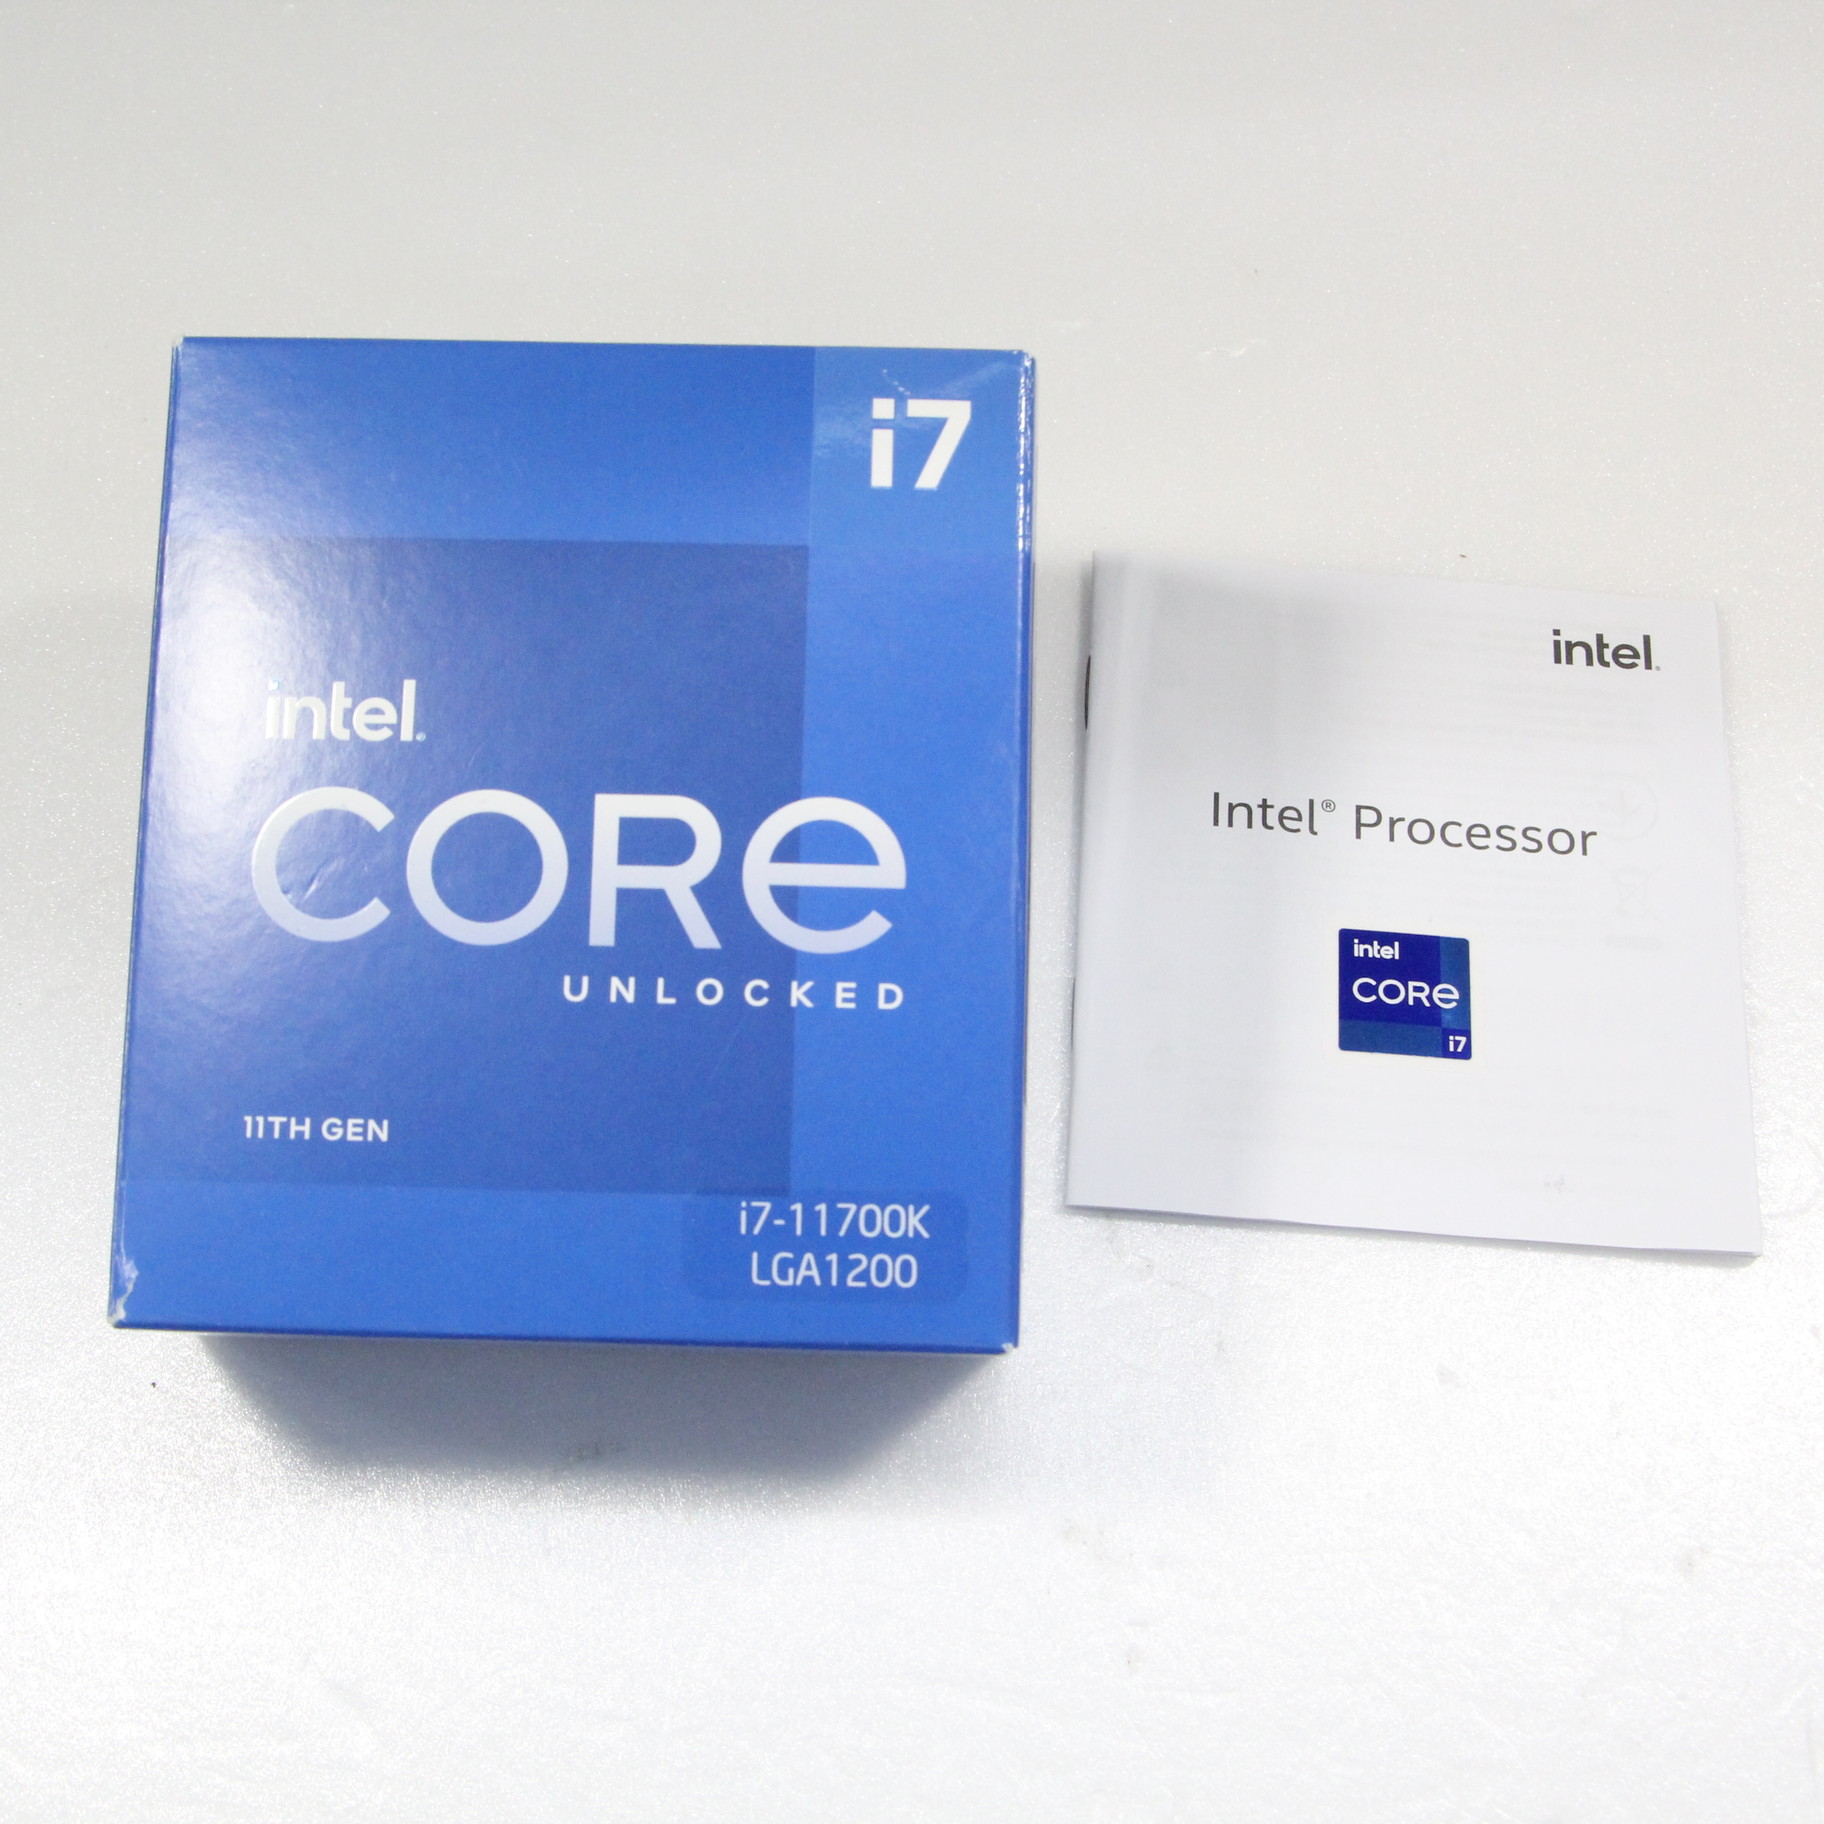 i7
intel.
CORe
UNLOCKED
11TH GEN
i7-11700K
LGA1200
intel.
Intel® Processor
intel
CORe
i7